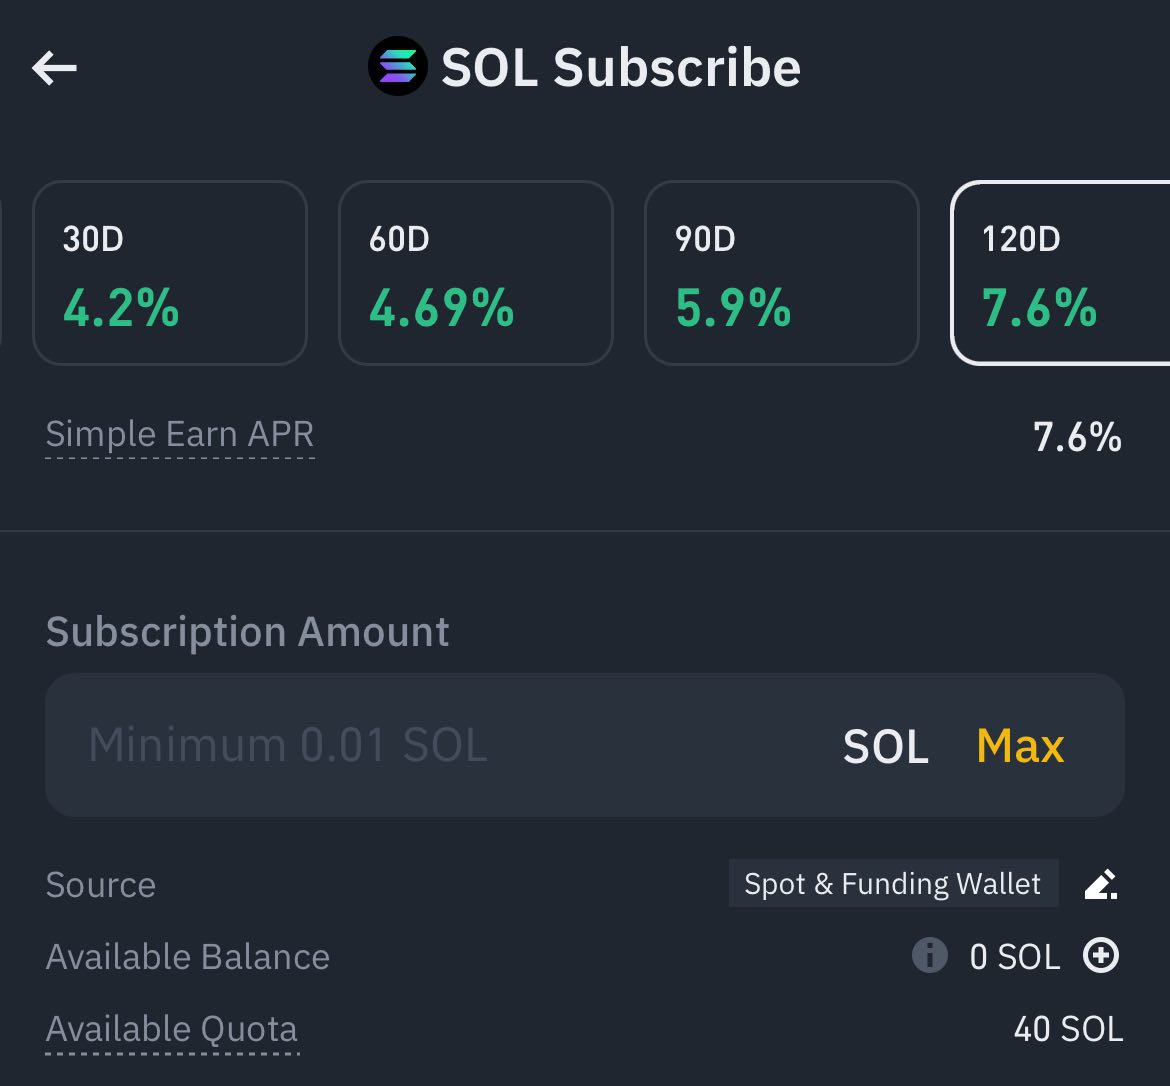 SOL Subscribe
30D 60D 90D 120D
4.2% 4.69% 5.9% 7.6%
Simple Earn APR 7.6%
Subscription Amount
Minimum 0.01 SOL SOL Max
Source Spot & Funding Wallet
Available Balance 0 SOL
Available Quota 40 SOL